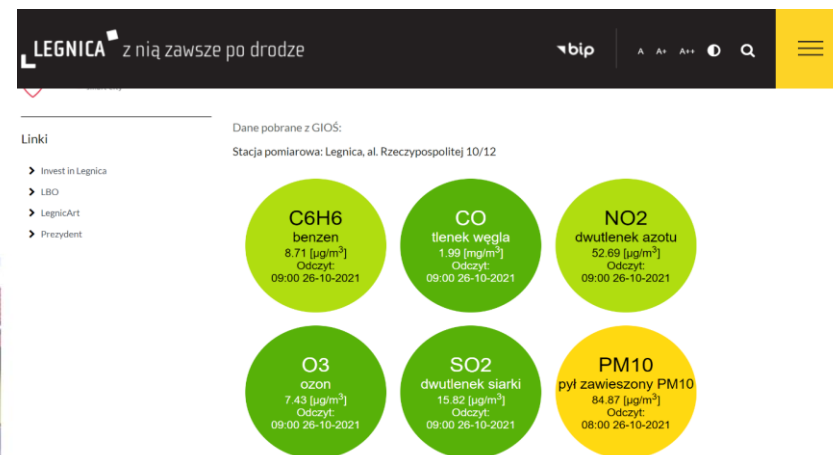 LEGNICA z nią zawsze po drodze
bip
A A+ A++
Linki
Invest in Legnica
LBO
LegnicArt
Prezydent
Dane pobrane z GIOŚ:
Stacja pomiarowa: Legnica, al. Rzeczypospolitej 10/12
C6H6
benzen
8.71 [µg/m³]
Odczyt:
09:00 26-10-2021
CO
tlenek węgla
1.99 [mg/m³]
Odczyt:
09:00 26-10-2021
NO2
dwutlenek azotu
52.69 [µg/m³]
Odczyt:
09:00 26-10-2021
O3
ozon
7.43 [µg/m³]
Odczyt:
09:00 26-10-2021
SO2
dwutlenek siarki
15.82 [µg/m³]
Odczyt:
09:00 26-10-2021
PM10
pył zawieszony PM10
84.87 [µg/m³]
Odczyt:
08:00 26-10-2021